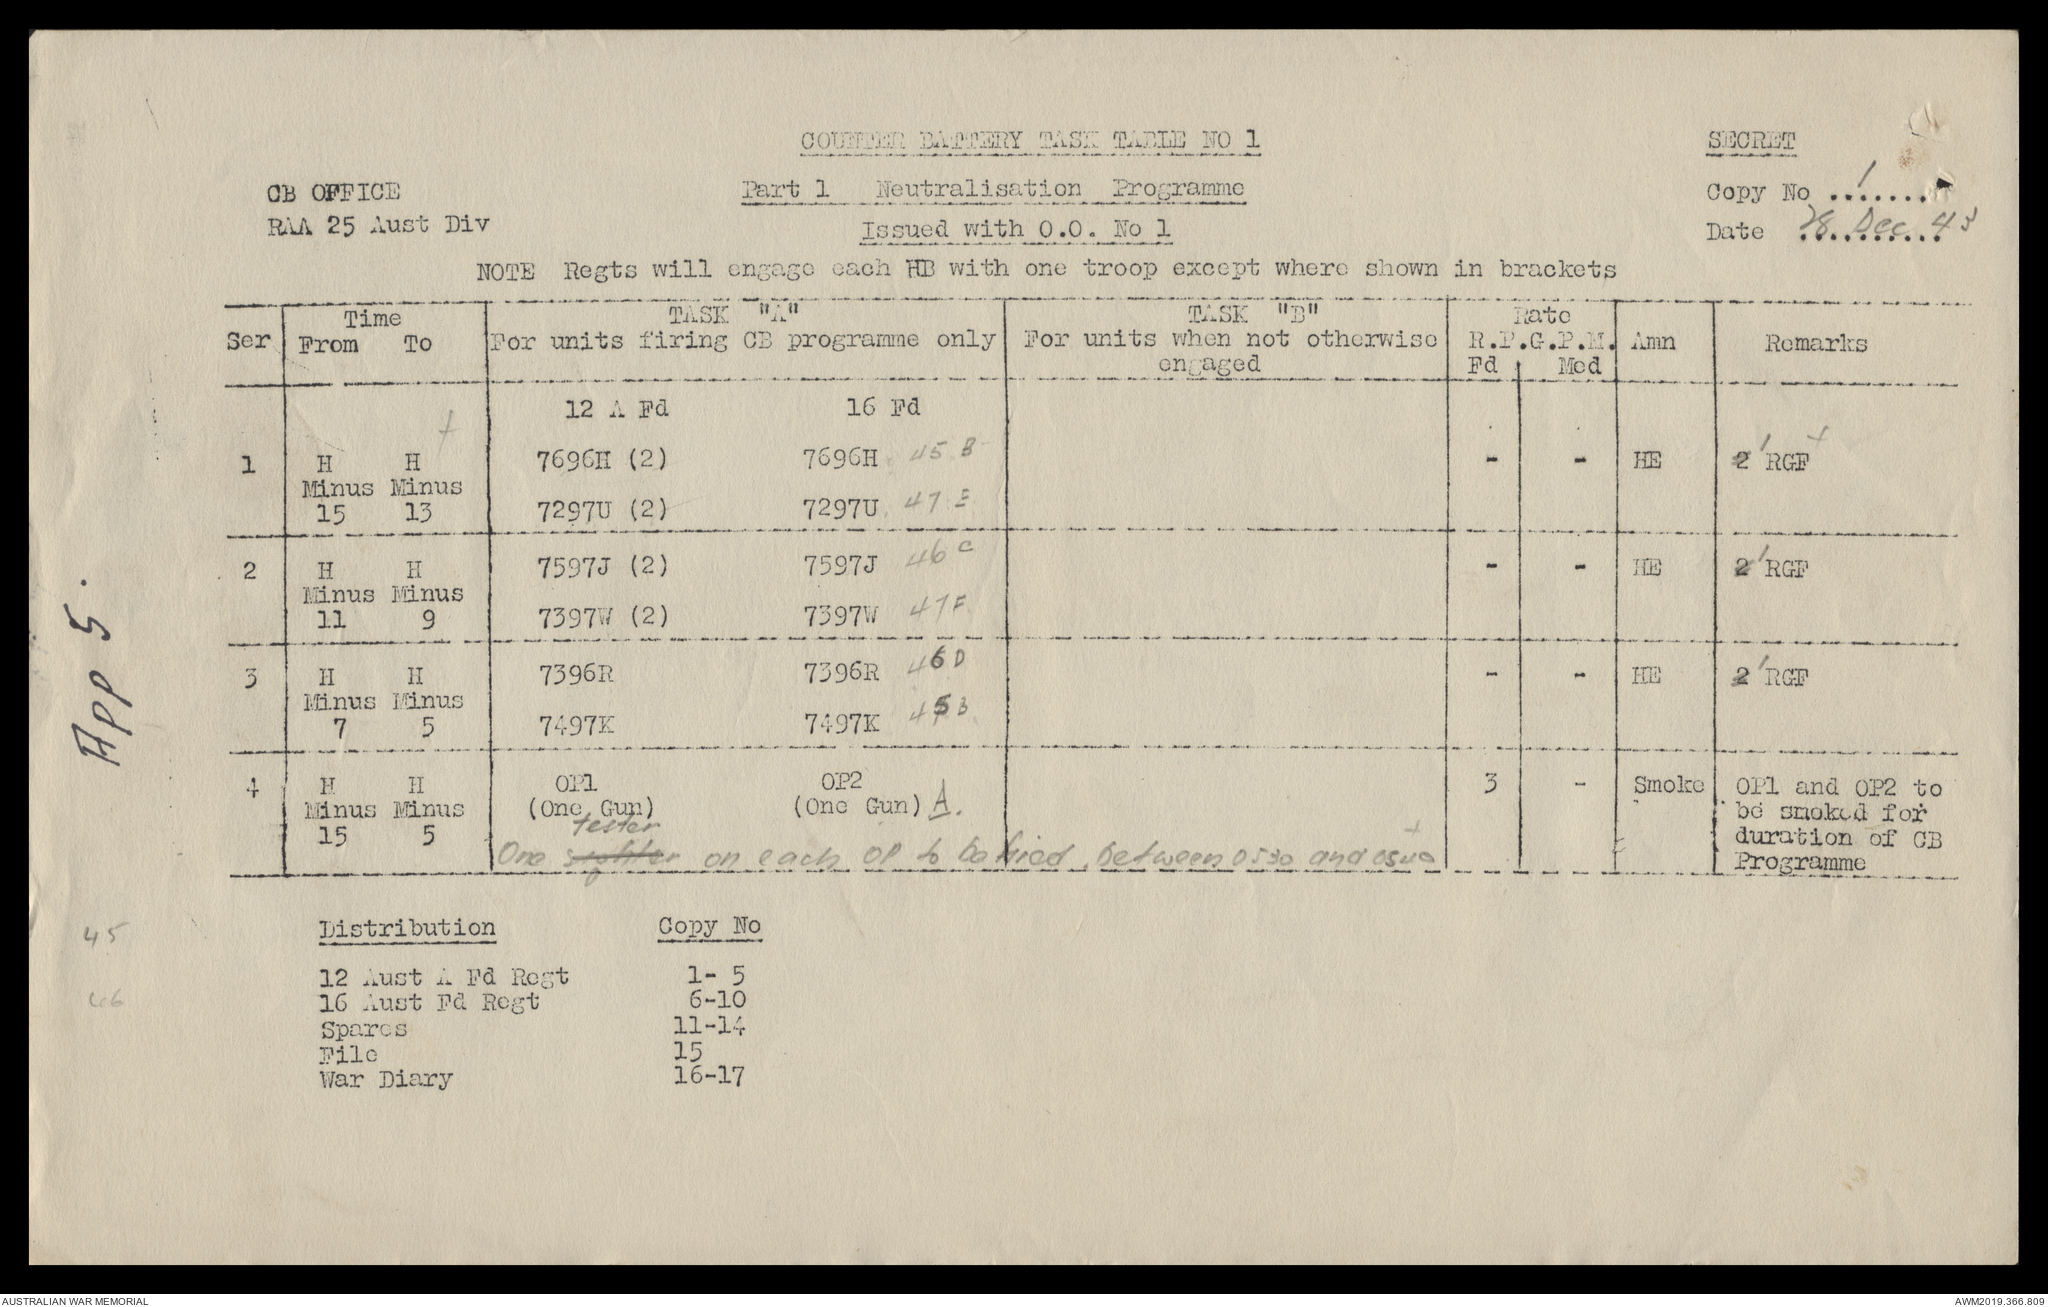 COUNTER BATTERY TASK TABLE NO 1
SECRET
CB OFFICE
Part 1 Neutralisation Programme
Copy No 1
RAA 25 Aust Div
Issued with O.O. No 1
Date 28 Dec 43
NOTE Regts will engage each HB with one troop except where shown in brackets
Ser
Time
From To
TASK "A"
For units firing CB programme only
TASK "B"
For units when not otherwise
engaged
Rate
R.P.G.P.M.
Fd Med
Amn
Remarks
12 A Fd 16 Fd
1
H H
Minus Minus
15 13
7696H (2) 7696H 45 B
7297U (2) 7297U 47 E
- - HE 2 1 RGF
2
H H
Minus Minus
11 9
7597J (2) 7597J 46 C
7397W (2) 7397W 47 F
- - HE 2 1 RGF
3
H H
Minus Minus
7 5
7396R 7396R 46 D
7497K 7497K 45 B
- - HE 2 1 RGF
4
H H
Minus Minus
15 5
OP1 OP2
(One Gun) (One Gun) A.
3 - Smoke
OP1 and OP2 to
be smoked for
duration of CB
Programme
tester
One sighter on each OP to be fired between 0530 and 0540
App 5.
45
46
Distribution Copy No
12 Aust A Fd Regt 1- 5
16 Aust Fd Regt 6-10
Spares 11-14
File 15
War Diary 16-17
AUSTRALIAN WAR MEMORIAL
AWM2019.366.809